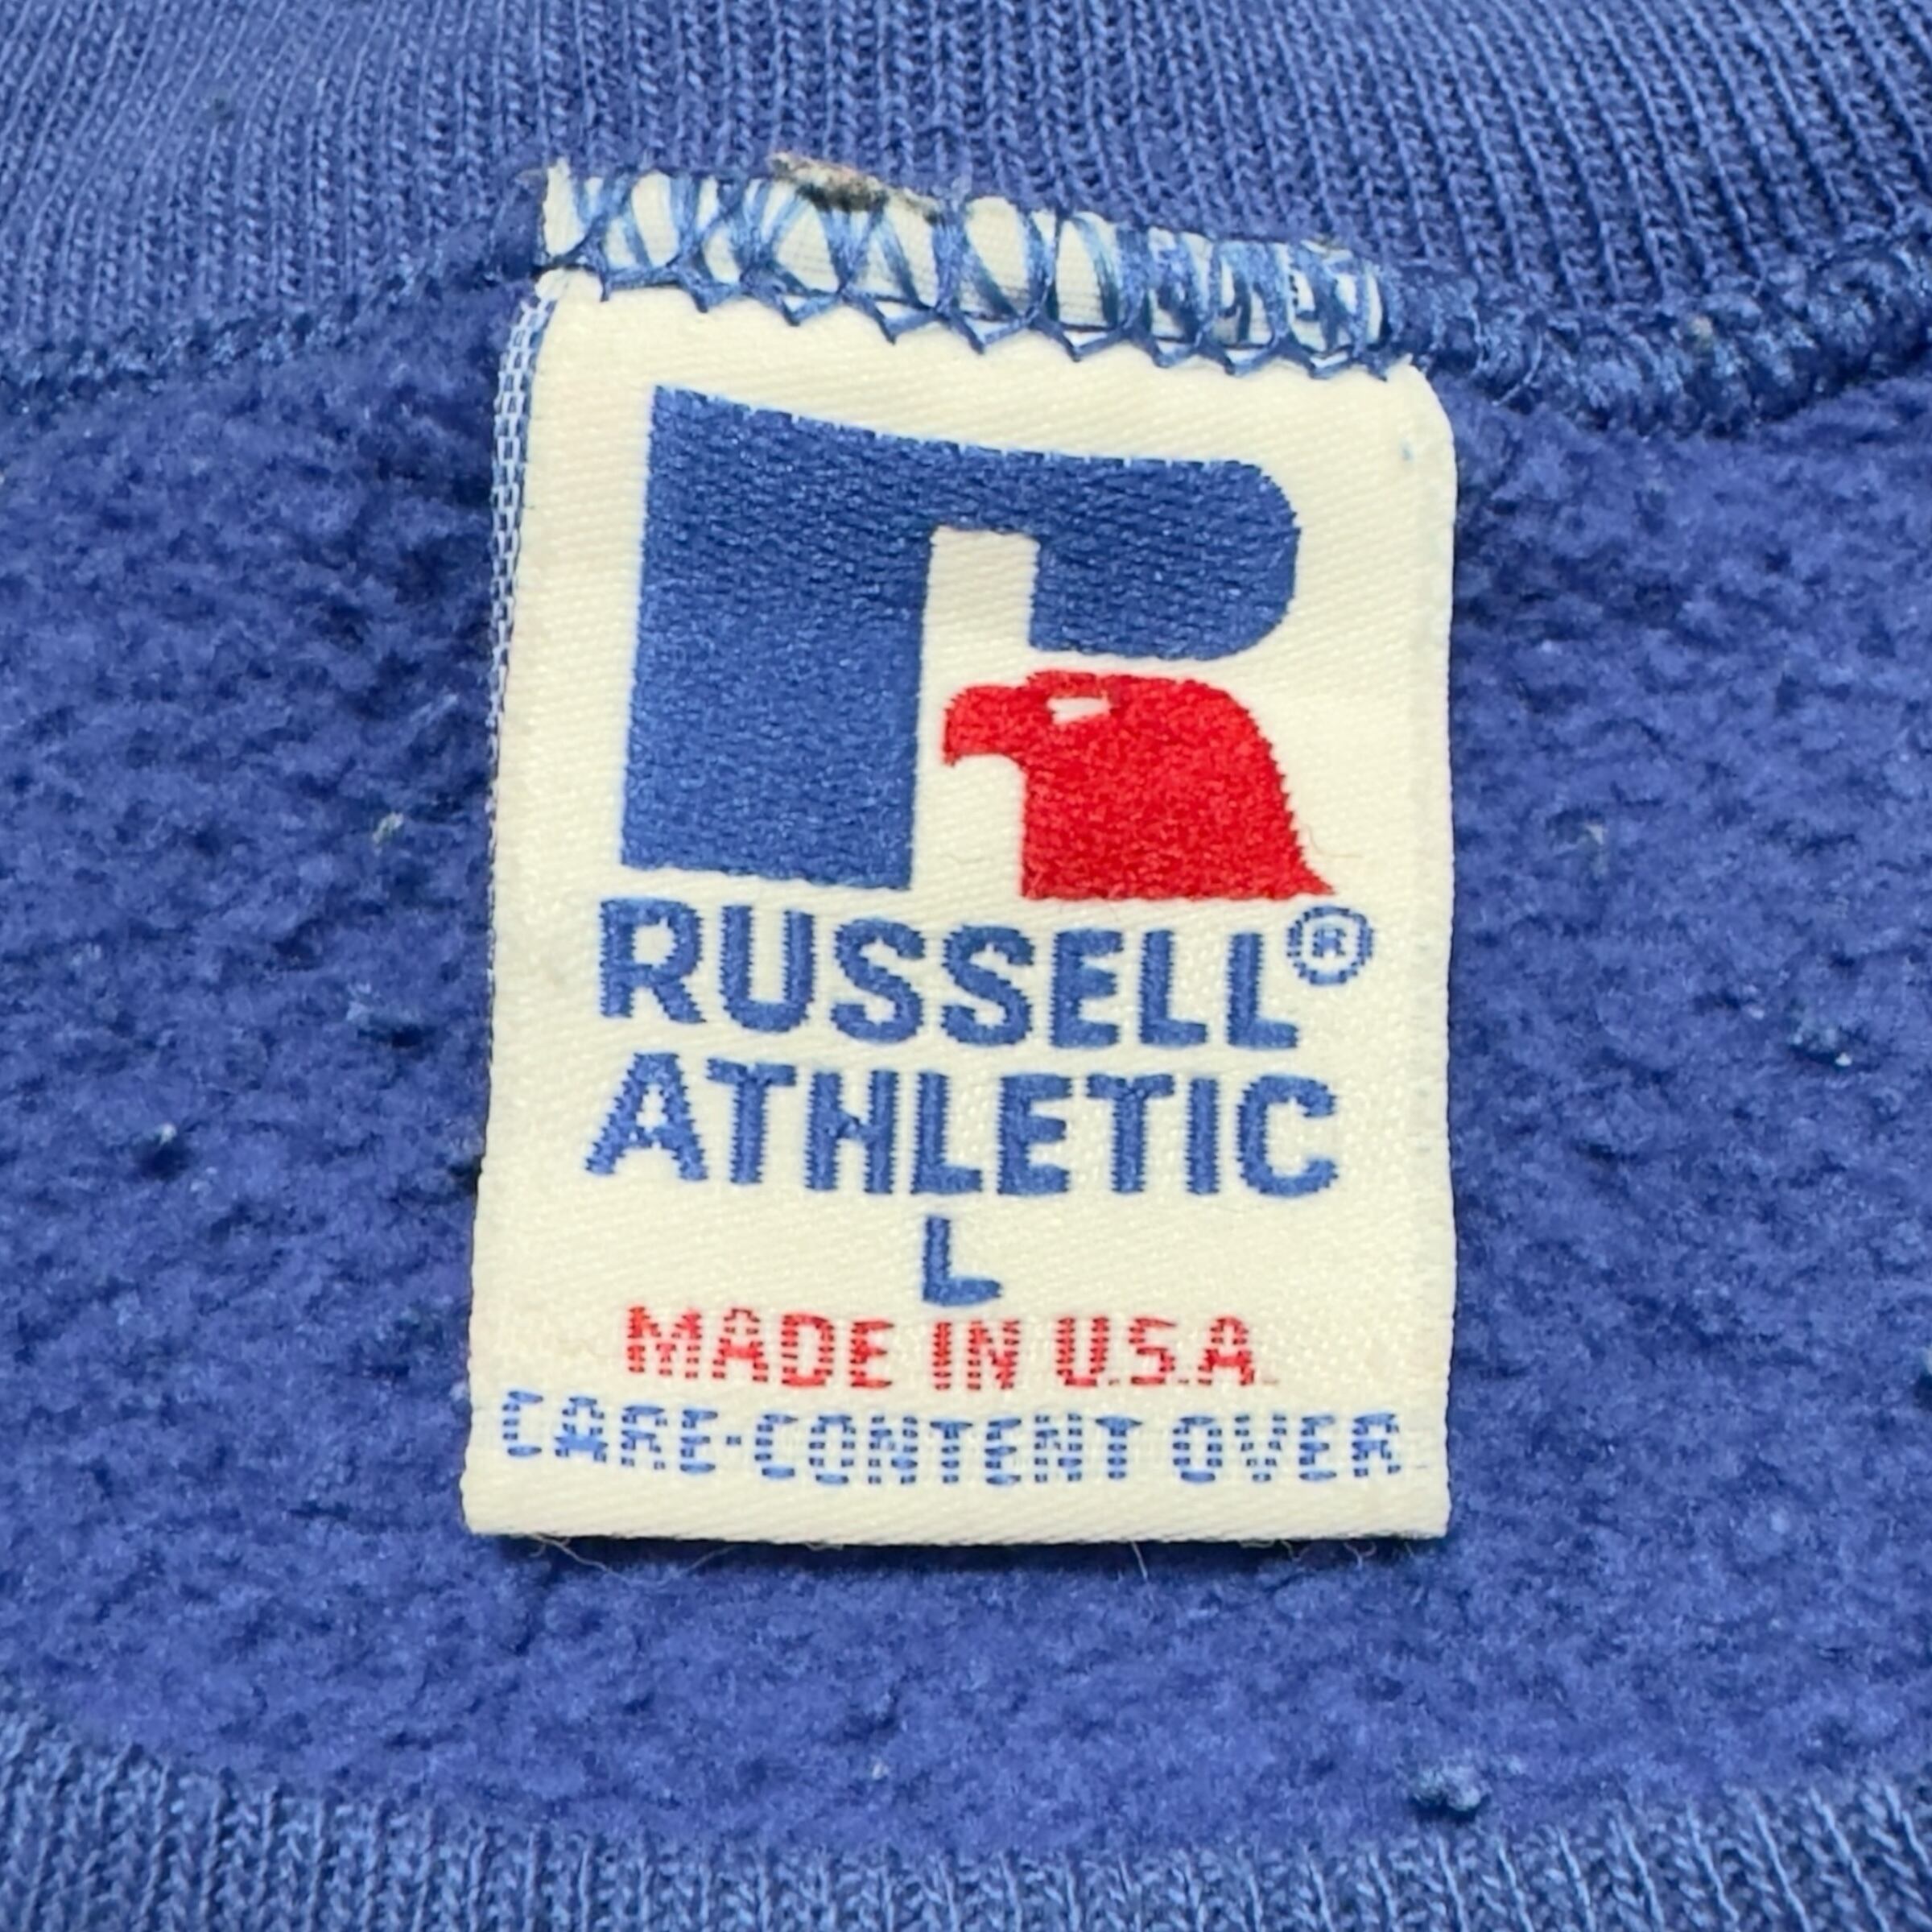 RUSSELL®
ATHLETIC
L
MADE IN U.S.A.
CARE-CONTENT OVER